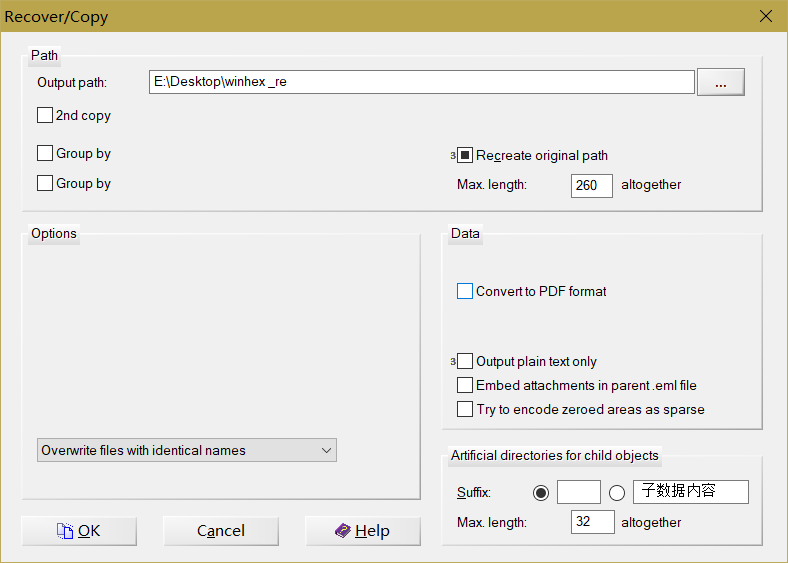 Recover/Copy
Path
Output path: E:\Desktop\winhex_re ...
2nd copy
Group by
3 Recreate original path
Group by
Max. length: 260 altogether
Options
Data
Convert to PDF format
3 Output plain text only
Embed attachments in parent .eml file
Try to encode zeroed areas as sparse
Overwrite files with identical names
Artificial directories for child objects
Suffix: 子数据内容
Max. length: 32 altogether
OK Cancel Help